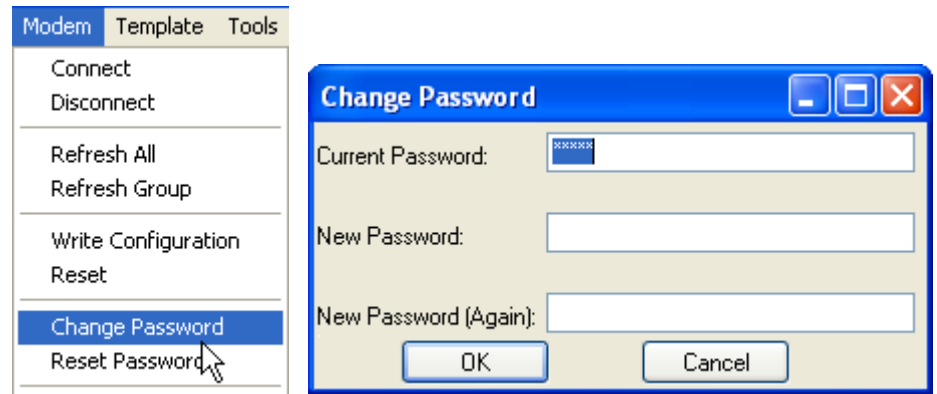 Modem Template Tools
Connect
Disconnect
Refresh All
Refresh Group
Write Configuration
Reset
Change Password
Reset Password
Change Password
Current Password: *****
New Password:
New Password (Again):
OK Cancel